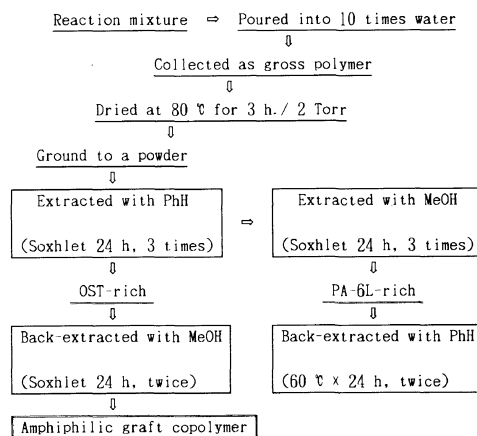 Reaction mixture ⇨ Poured into 10 times water
⇩
Collected as gross polymer
⇩
Dried at 80 ℃ for 3 h./ 2 Torr
⇩
Ground to a powder
⇩
Extracted with PhH
(Soxhlet 24 h, 3 times)
⇨
Extracted with MeOH
(Soxhlet 24 h, 3 times)
⇩ ⇩
OST-rich PA-6L-rich
⇩ ⇩
Back-extracted with MeOH
(Soxhlet 24 h, twice)
Back-extracted with PhH
(60 ℃ × 24 h, twice)
⇩
Amphiphilic graft copolymer